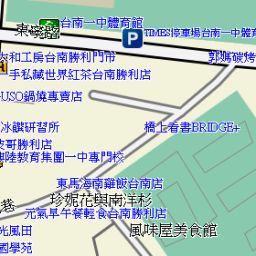 東寧路
台南一中體育館
P
TIMES停車場台南一中體
郭媽碳烤
大和工房台南勝利門市
手私藏世界紅茶台南勝利店
USO鍋燒專賣店
冰讚研習所
橋上看書BRIDGE+
陸教育集團一中專門校
東馬海南雞飯台南店
珍妮花與南洋杉
巷
元氣早午餐輕食台南勝利店
光風田
風味屋美食館
國學苑